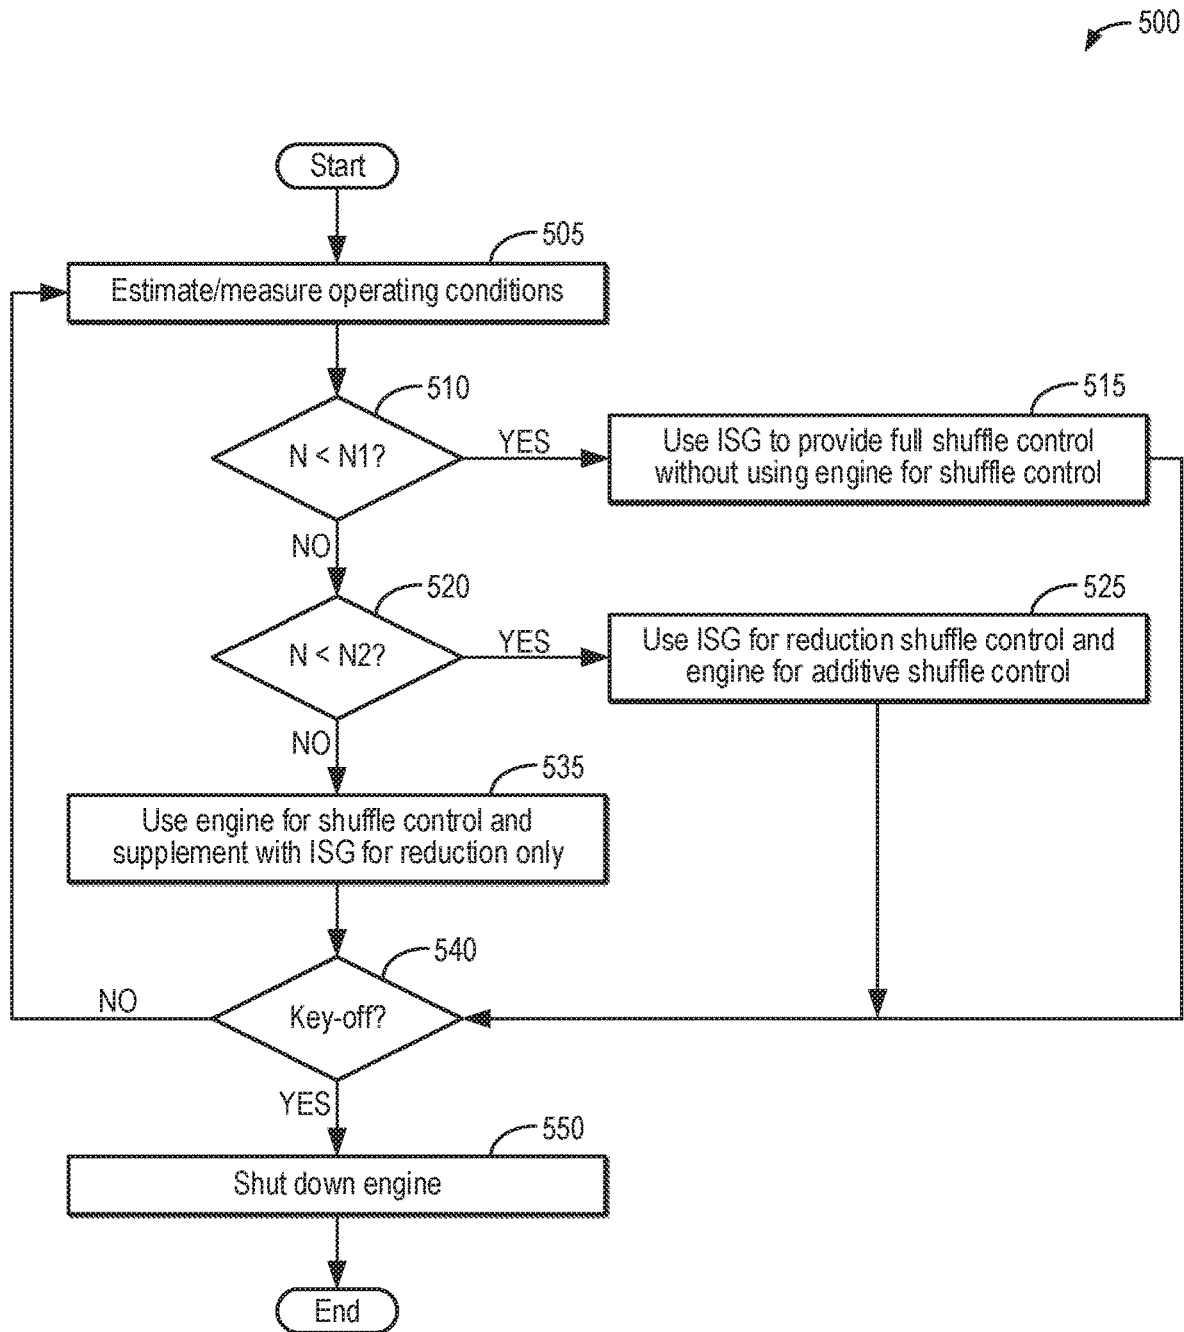 500
Start
505
Estimate/measure operating conditions
510
N < N1?
YES
515
Use ISG to provide full shuffle control
without using engine for shuffle control
NO
520
N < N2?
YES
525
Use ISG for reduction shuffle control and
engine for additive shuffle control
NO
535
Use engine for shuffle control and
supplement with ISG for reduction only
540
Key-off?
NO
YES
550
Shut down engine
End